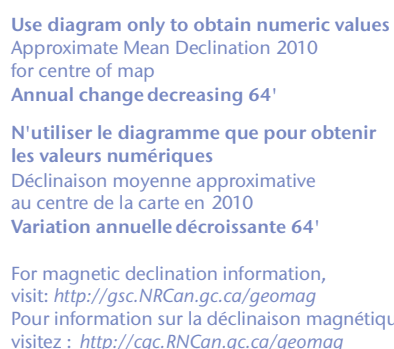 Use diagram only to obtain numeric values
Approximate Mean Declination 2010
for centre of map
Annual change decreasing 64'
N'utiliser le diagramme que pour obtenir
les valeurs numériques
Déclinaison moyenne approximative
au centre de la carte en 2010
Variation annuelle décroissante 64'
For magnetic declination information,
visit: http://gsc.NRCan.gc.ca/geomag
Pour information sur la déclinaison magnétiqu
visitez : http://cgc.RNCan.gc.ca/geomag